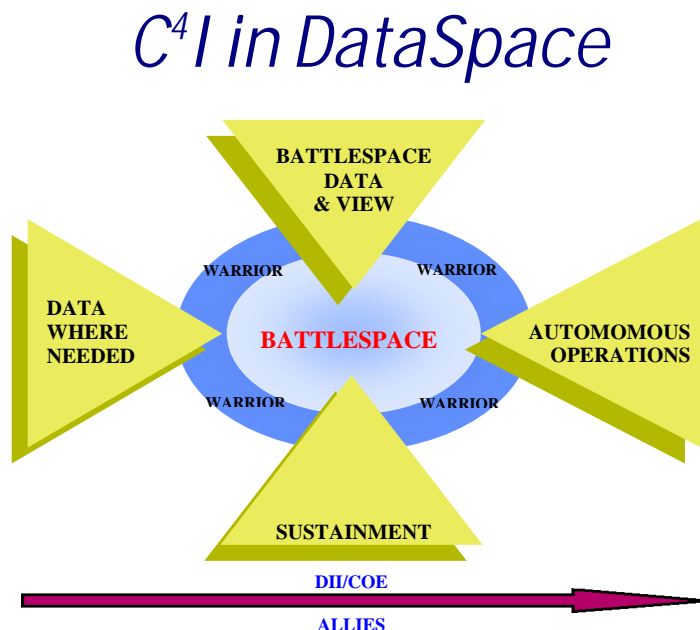 C⁴I in DataSpace
BATTLESPACE
DATA
& VIEW
WARRIOR
WARRIOR
DATA
WHERE
NEEDED
BATTLESPACE
AUTOMOMOUS
OPERATIONS
WARRIOR
WARRIOR
SUSTAINMENT
DII/COE
ALLIES